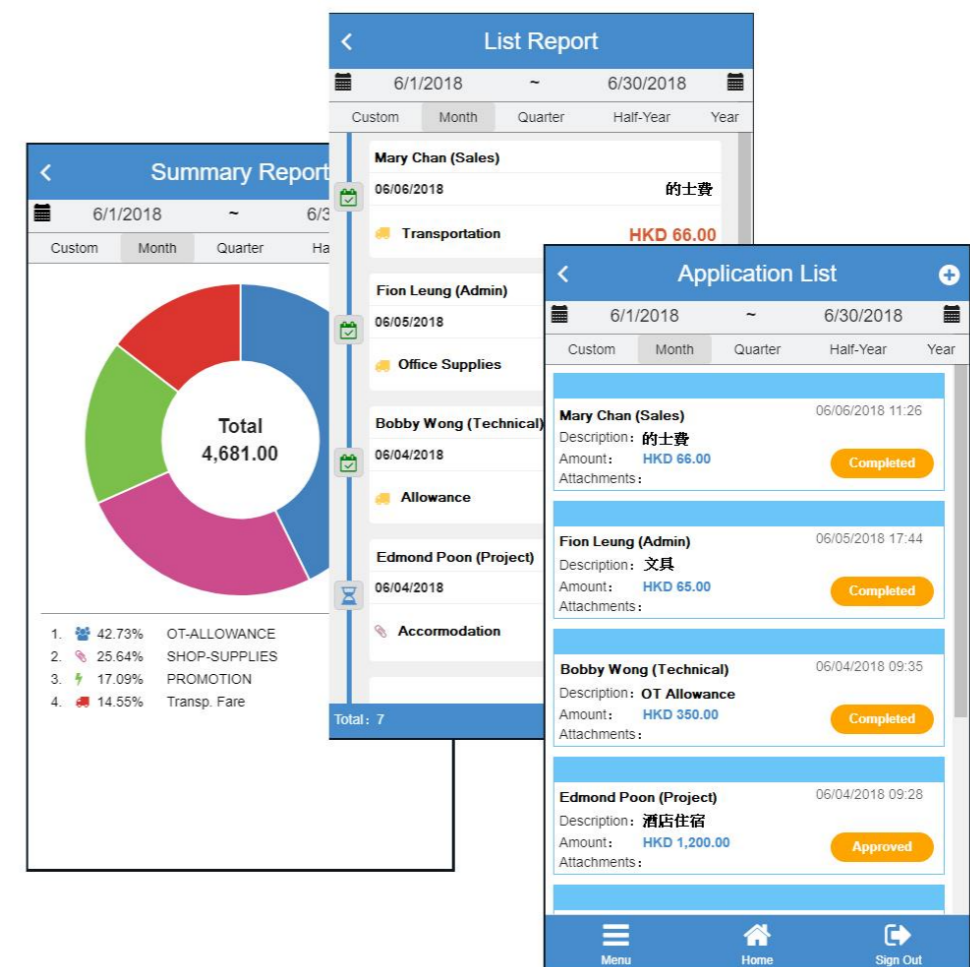 Summary Report
6/1/2018 ~ 6/3
Custom Month Quarter Ha
Total
4,681.00
1. 42.73% OT-ALLOWANCE
2. 25.64% SHOP-SUPPLIES
3. 17.09% PROMOTION
4. 14.55% Transp. Fare
List Report
6/1/2018 ~ 6/30/2018
Custom Month Quarter Half-Year Year
Mary Chan (Sales)
06/06/2018 的士費
Transportation HKD 66.00
Fion Leung (Admin)
06/05/2018
Office Supplies
Bobby Wong (Technical)
06/04/2018
Allowance
Edmond Poon (Project)
06/04/2018
Accormodation
Total: 7
Application List
6/1/2018 ~ 6/30/2018
Custom Month Quarter Half-Year Year
Mary Chan (Sales) 06/06/2018 11:26
Description: 的士費
Amount: HKD 66.00 Completed
Attachments:
Fion Leung (Admin) 06/05/2018 17:44
Description: 文具
Amount: HKD 65.00 Completed
Attachments:
Bobby Wong (Technical) 06/04/2018 09:35
Description: OT Allowance
Amount: HKD 350.00 Completed
Attachments:
Edmond Poon (Project) 06/04/2018 09:28
Description: 酒店住宿
Amount: HKD 1,200.00 Approved
Attachments:
Menu Home Sign Out